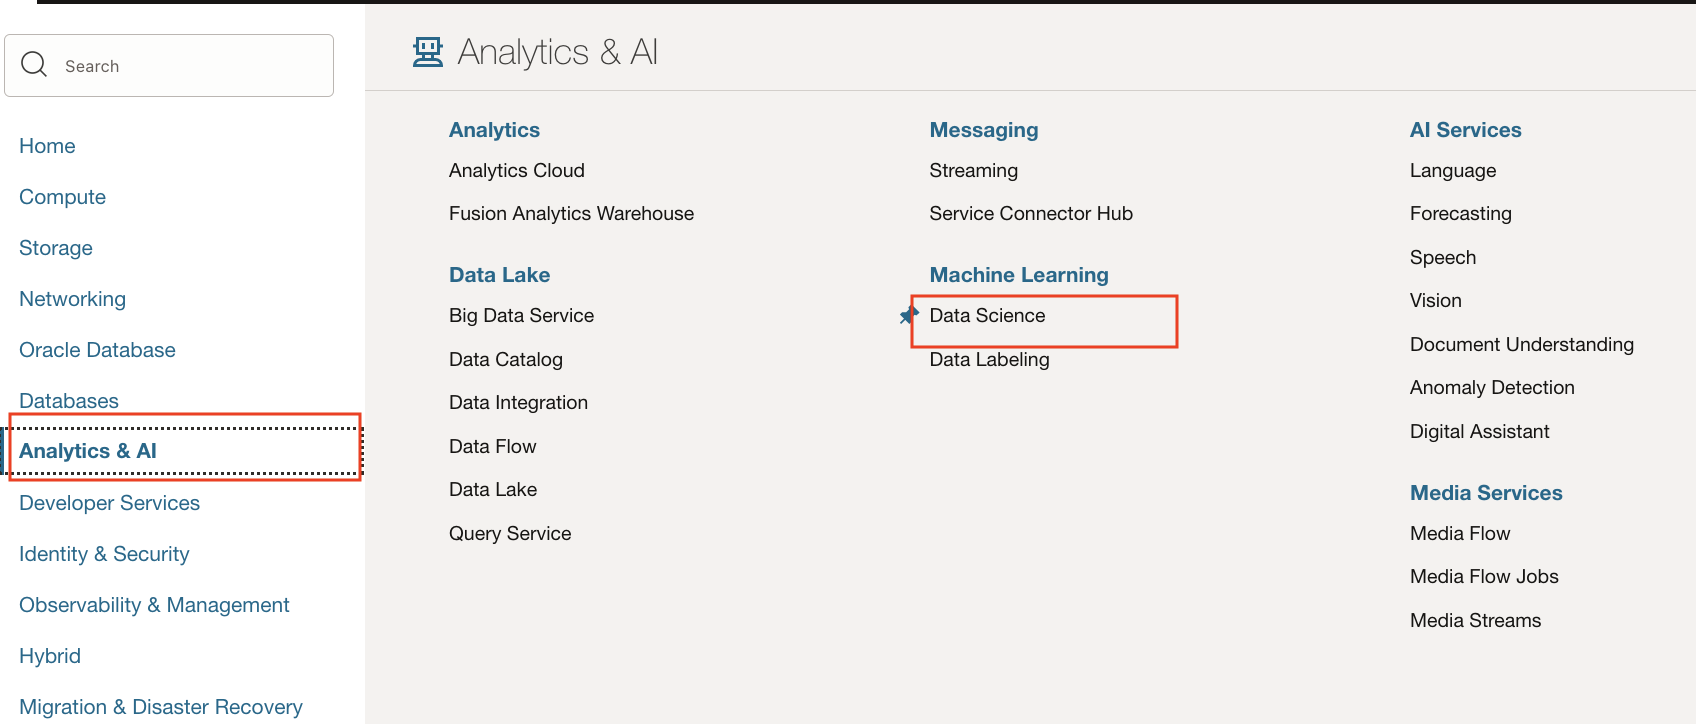 Search
Home
Compute
Storage
Networking
Oracle Database
Databases
Analytics & AI
Developer Services
Identity & Security
Observability & Management
Hybrid
Migration & Disaster Recovery
Analytics & AI
Analytics
Analytics Cloud
Fusion Analytics Warehouse
Data Lake
Big Data Service
Data Catalog
Data Integration
Data Flow
Data Lake
Query Service
Messaging
Streaming
Service Connector Hub
Machine Learning
Data Science
Data Labeling
AI Services
Language
Forecasting
Speech
Vision
Document Understanding
Anomaly Detection
Digital Assistant
Media Services
Media Flow
Media Flow Jobs
Media Streams